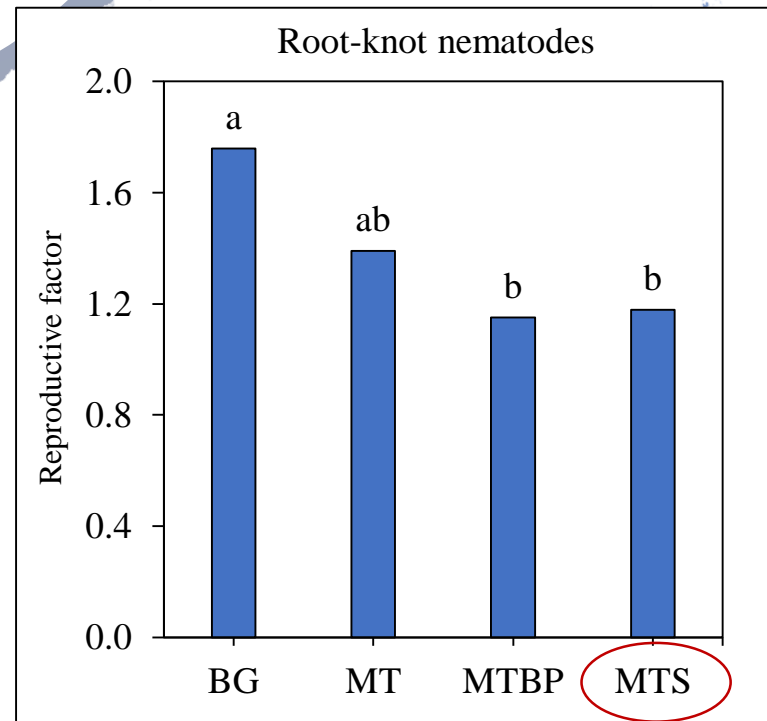 Root-knot nematodes
2.0
1.6
1.2
0.8
0.4
0.0
Reproductive factor
a
ab
b
b
BG MT MTBP MTS